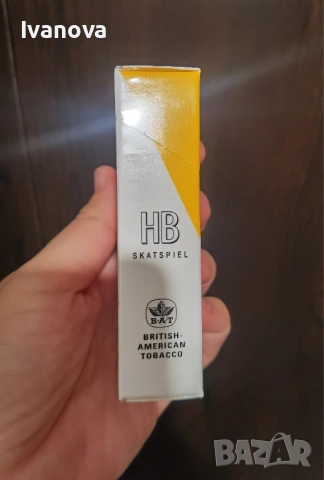 Ivanova
HB
SKATSPIEL
B·A·T
BRITISH-
AMERICAN
TOBACCO
BAZAR